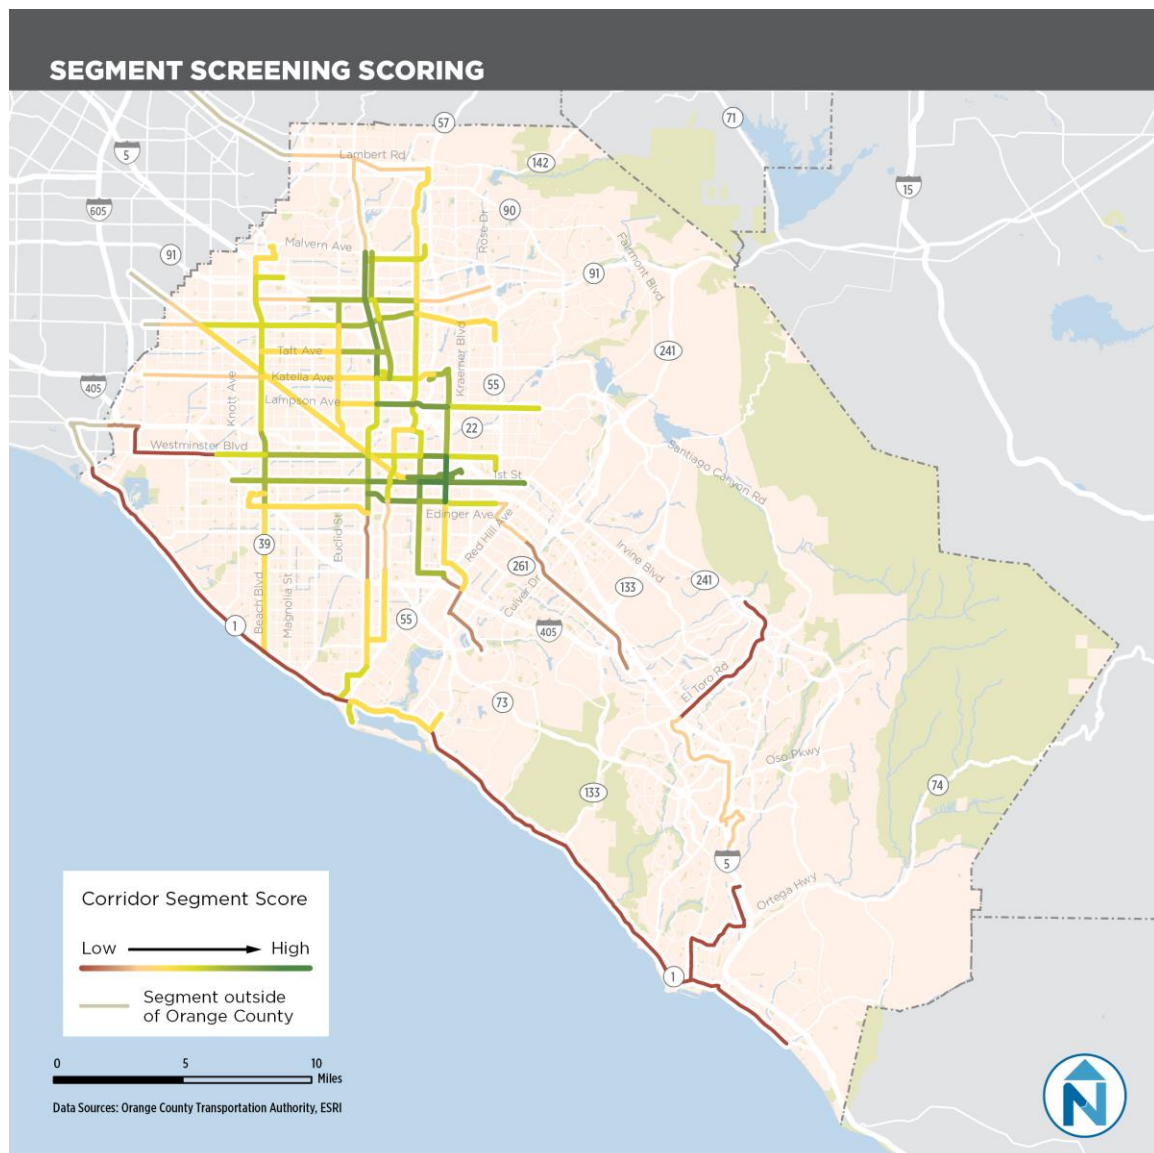 SEGMENT SCREENING SCORING
57
71
5
Lambert Rd
142
15
605
90
Rose Dr
Malvern Ave
91
Fairmont Blvd
91
241
Taft Ave
Kraemer Blvd
Katella Ave
405
Knott Ave
55
Lampson Ave
22
Westminster Blvd
Santiago Canyon Rd
1st St
Edinger Ave
Red Hill Ave
Euclid St
39
Irvine Blvd
261
241
133
Culver Dr
Beach Blvd
Magnolia St
55
1
405
El Toro Rd
73
Oso Pkwy
133
74
5
Ortega Hwy
1
Corridor Segment Score
Low
High
Segment outside
of Orange County
0
5
10
Miles
Data Sources: Orange County Transportation Authority, ESRI
N